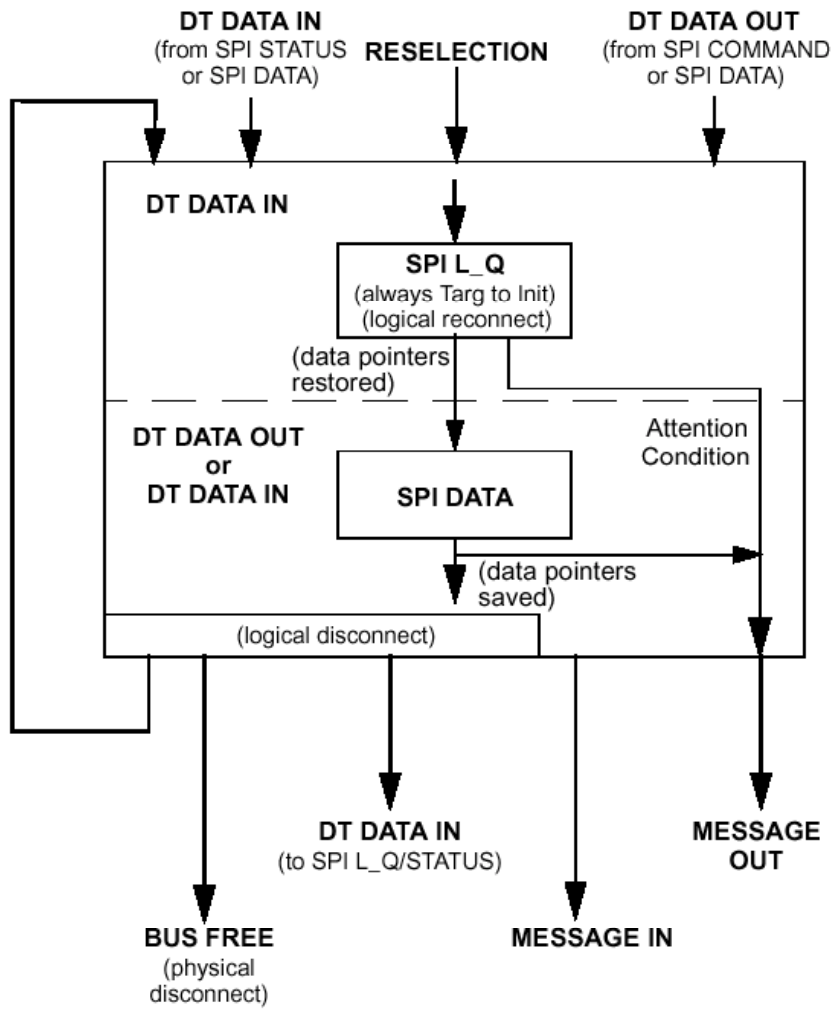 DT DATA IN
(from SPI STATUS
or SPI DATA)
RESELECTION
DT DATA OUT
(from SPI COMMAND
or SPI DATA)
DT DATA IN
SPI L_Q
(always Targ to Init)
(logical reconnect)
(data pointers
restored)
DT DATA OUT
or
DT DATA IN
Attention
Condition
SPI DATA
(data pointers
saved)
(logical disconnect)
DT DATA IN
(to SPI L_Q/STATUS)
MESSAGE
OUT
BUS FREE
(physical
disconnect)
MESSAGE IN